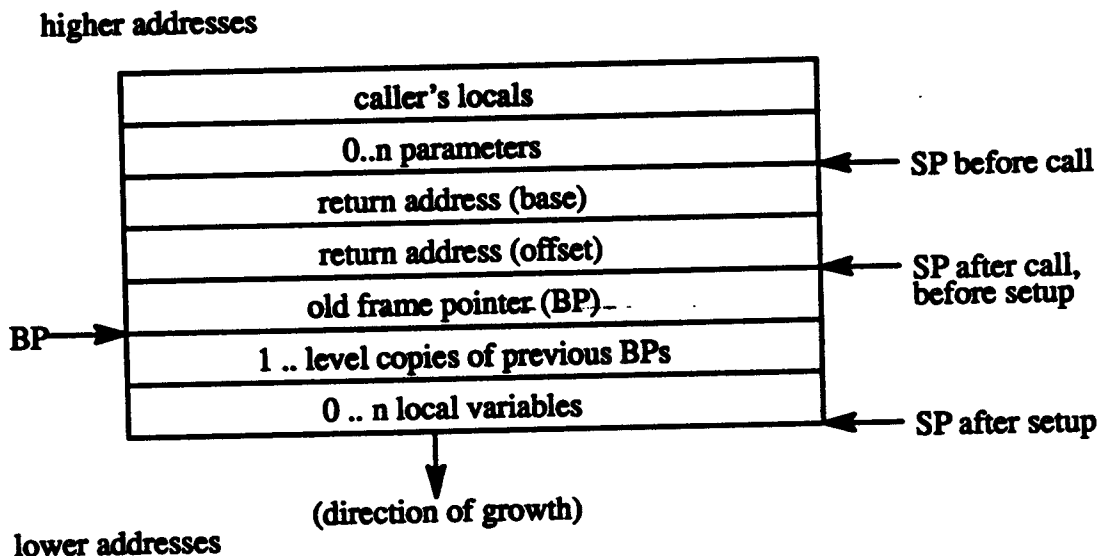 higher addresses
caller's locals
0..n parameters
SP before call
return address (base)
return address (offset)
SP after call,
before setup
old frame pointer (BP)
BP
1 .. level copies of previous BPs
0 .. n local variables
SP after setup
(direction of growth)
lower addresses